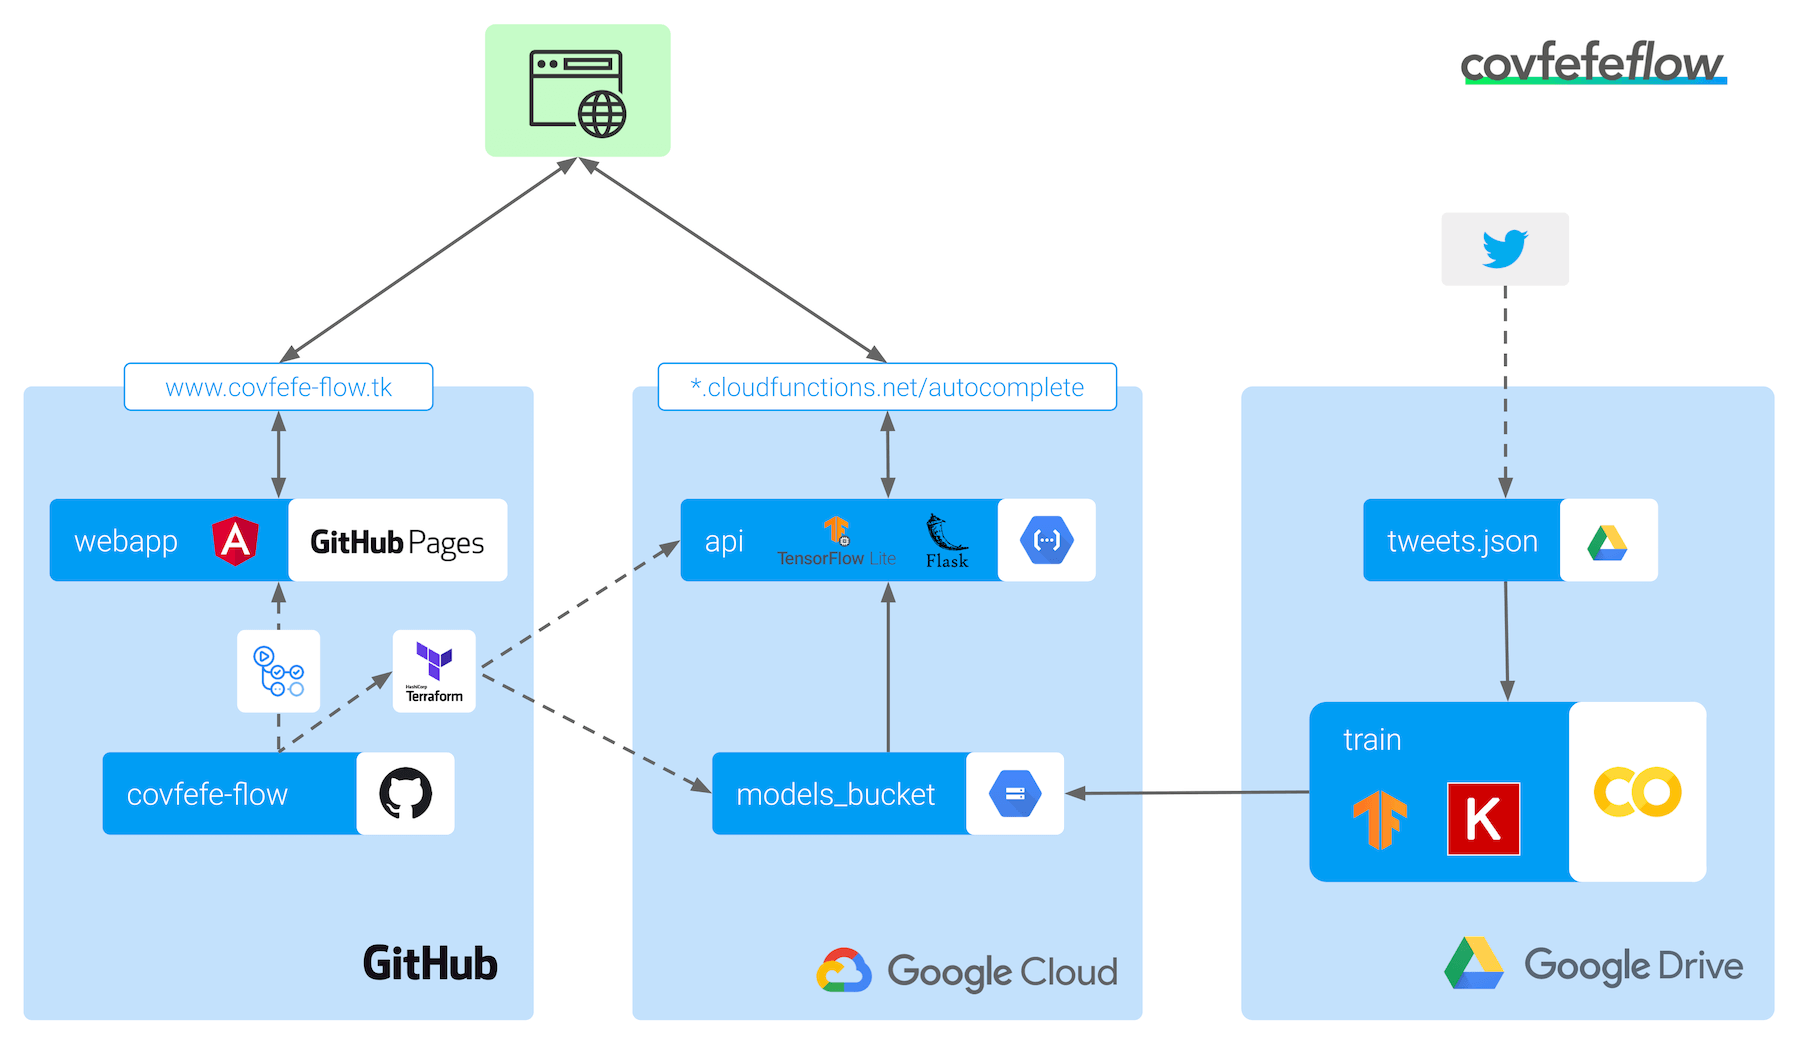 covfefeflow
www.covfefe-flow.tk
*.cloudfunctions.net/autocomplete
webapp
A
GitHub Pages
api
TensorFlow Lite
Flask
tweets.json
HashiCorp
Terraform
train
covfefe-flow
models_bucket
K
GitHub
Google Cloud
Google Drive